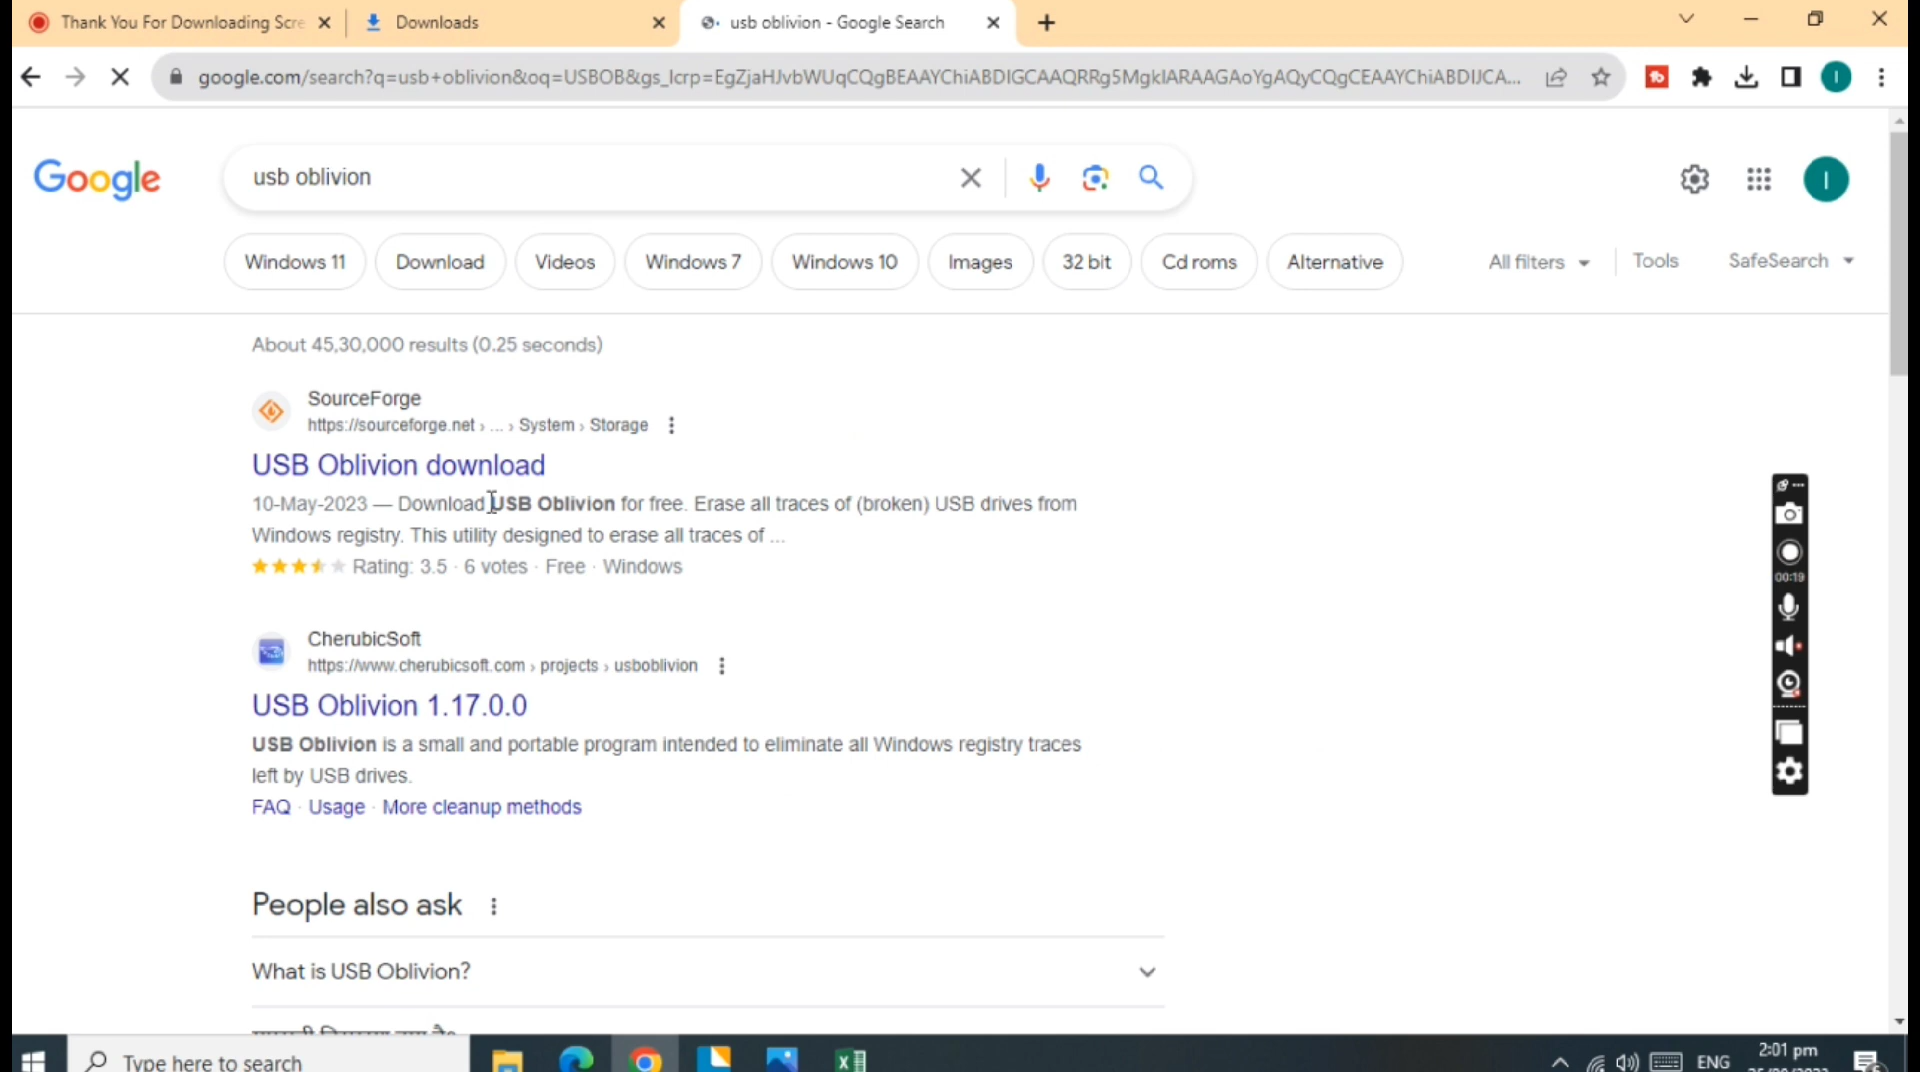 Thank You For Downloading Scre
Downloads
usb oblivion - Google Search
google.com/search?q=usb+oblivion&oq=USBOB&gs_lcrp=EgZjaHJvbWUqCQgBEAAYChiABDIGCAAQRRg5MgkIARAAGAoYgAQyCQgCEAAYChiABDIJCA...
Google
usb oblivion
Windows 11
Download
Videos
Windows 7
Windows 10
Images
32 bit
Cd roms
Alternative
All filters
Tools
SafeSearch
I
About 45,30,000 results (0.25 seconds)
SourceForge
https://sourceforge.net › ... › System › Storage
USB Oblivion download
10-May-2023 — Download USB Oblivion for free. Erase all traces of (broken) USB drives from
Windows registry. This utility designed to erase all traces of ...
Rating: 3.5 · 6 votes · Free · Windows
00:19
CherubicSoft
https://www.cherubicsoft.com › projects › usboblivion
USB Oblivion 1.17.0.0
USB Oblivion is a small and portable program intended to eliminate all Windows registry traces
left by USB drives.
FAQ · Usage · More cleanup methods
People also ask
What is USB Oblivion?
Type here to search
ENG
2:01 pm